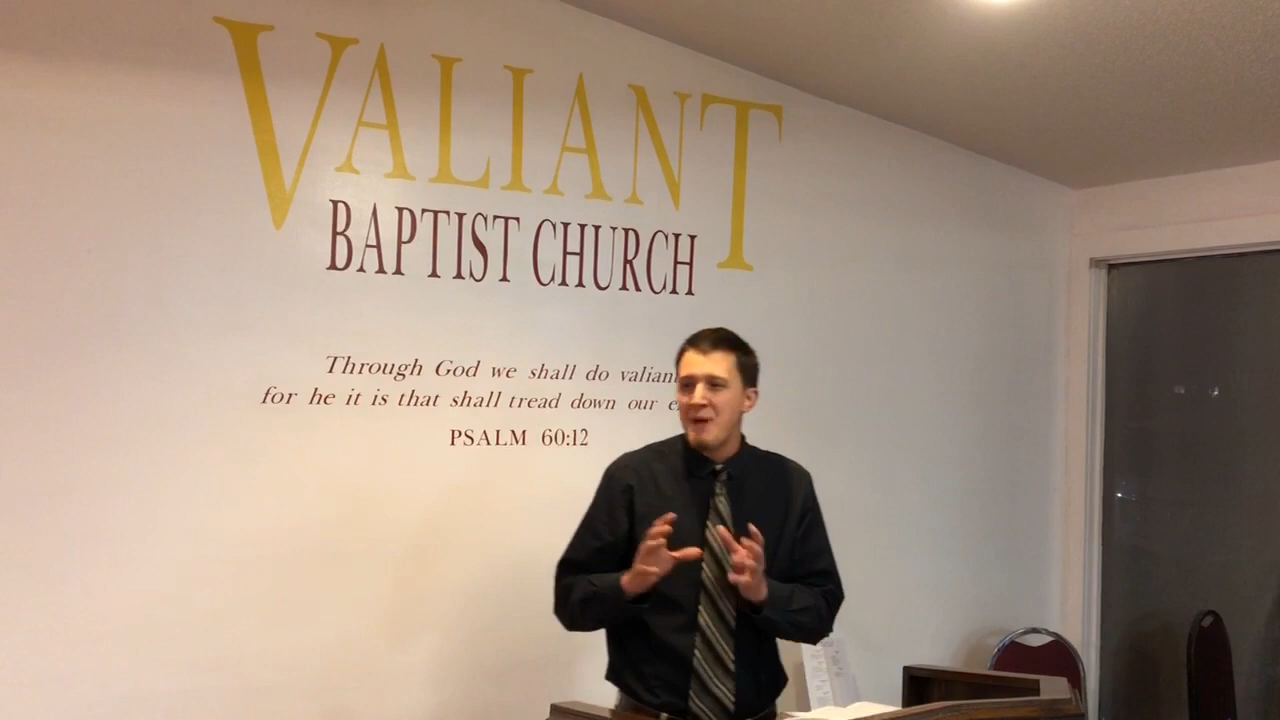 VALIANT
BAPTIST CHURCH
Through God we shall do
for he it is that shall tread down our
PSALM 60:12